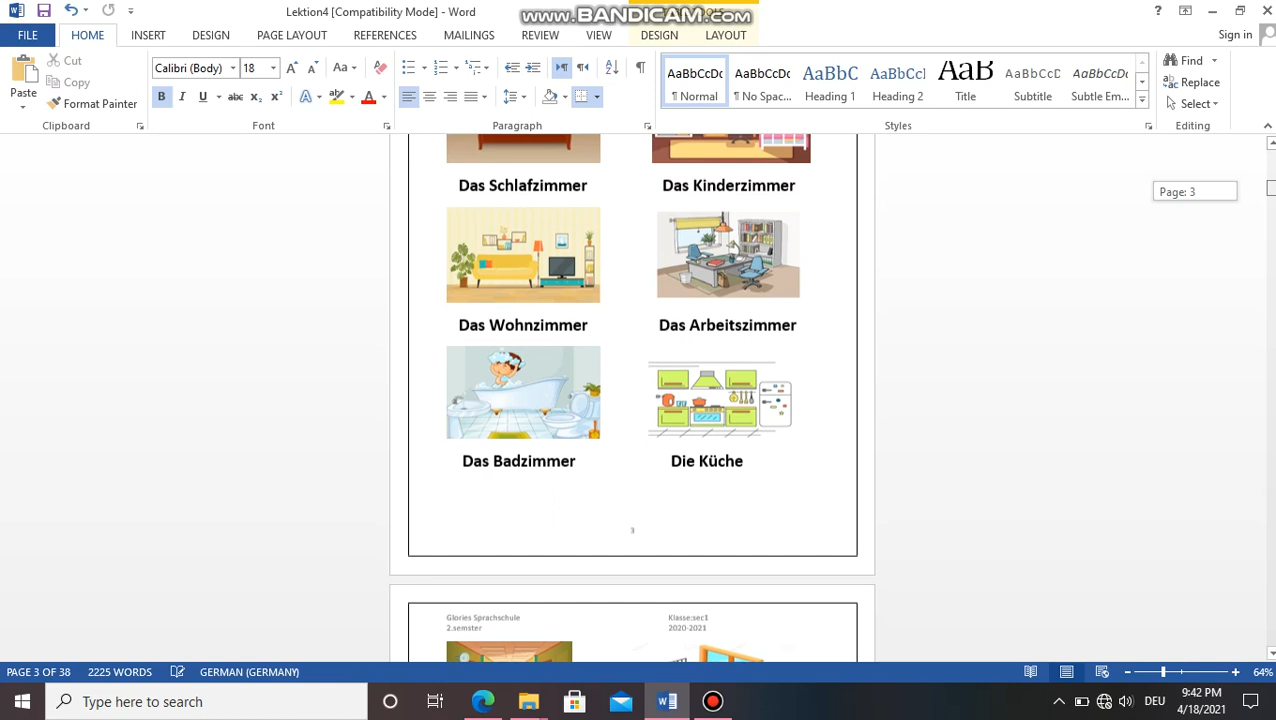 Lektion4 [Compatibility Mode] - Word
www.BANDICAM.com
?
FILE HOME INSERT DESIGN PAGE LAYOUT REFERENCES MAILINGS REVIEW VIEW DESIGN LAYOUT Sign in
Paste
Cut
Copy
Format Painter
Clipboard
Calibri (Body) 18
Font
Paragraph
AaBbCcDc AaBbCcDc AaBbC AaBbCcI AaB AaBbCcD AaBbCcDc
¶ Normal ¶ No Spac... Heading 1 Heading 2 Title Subtitle Subtle Em...
Styles
Find
Replace
Select
Editing
Page: 3
Das Schlafzimmer Das Kinderzimmer
Das Wohnzimmer Das Arbeitszimmer
Das Badzimmer Die Küche
3
Glories Sprachschule Klasse:sec1
2.semster 2020-2021
PAGE 3 OF 38 2225 WORDS GERMAN (GERMANY) 64%
Type here to search
DEU
9:42 PM
4/18/2021